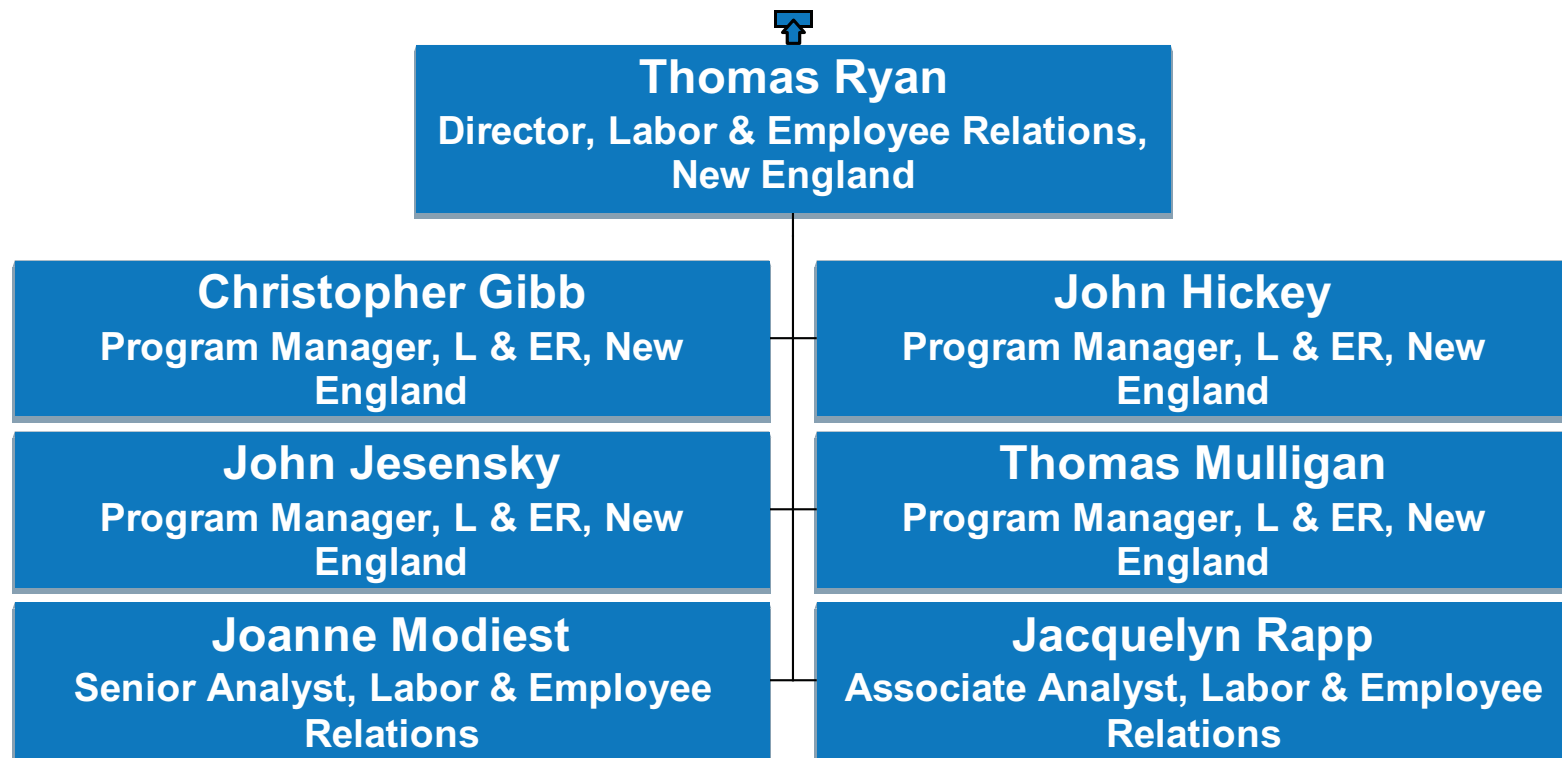 Thomas Ryan
Director, Labor & Employee Relations,
New England
Christopher Gibb
Program Manager, L & ER, New
England
John Hickey
Program Manager, L & ER, New
England
John Jesensky
Program Manager, L & ER, New
England
Thomas Mulligan
Program Manager, L & ER, New
England
Joanne Modiest
Senior Analyst, Labor & Employee
Relations
Jacquelyn Rapp
Associate Analyst, Labor & Employee
Relations